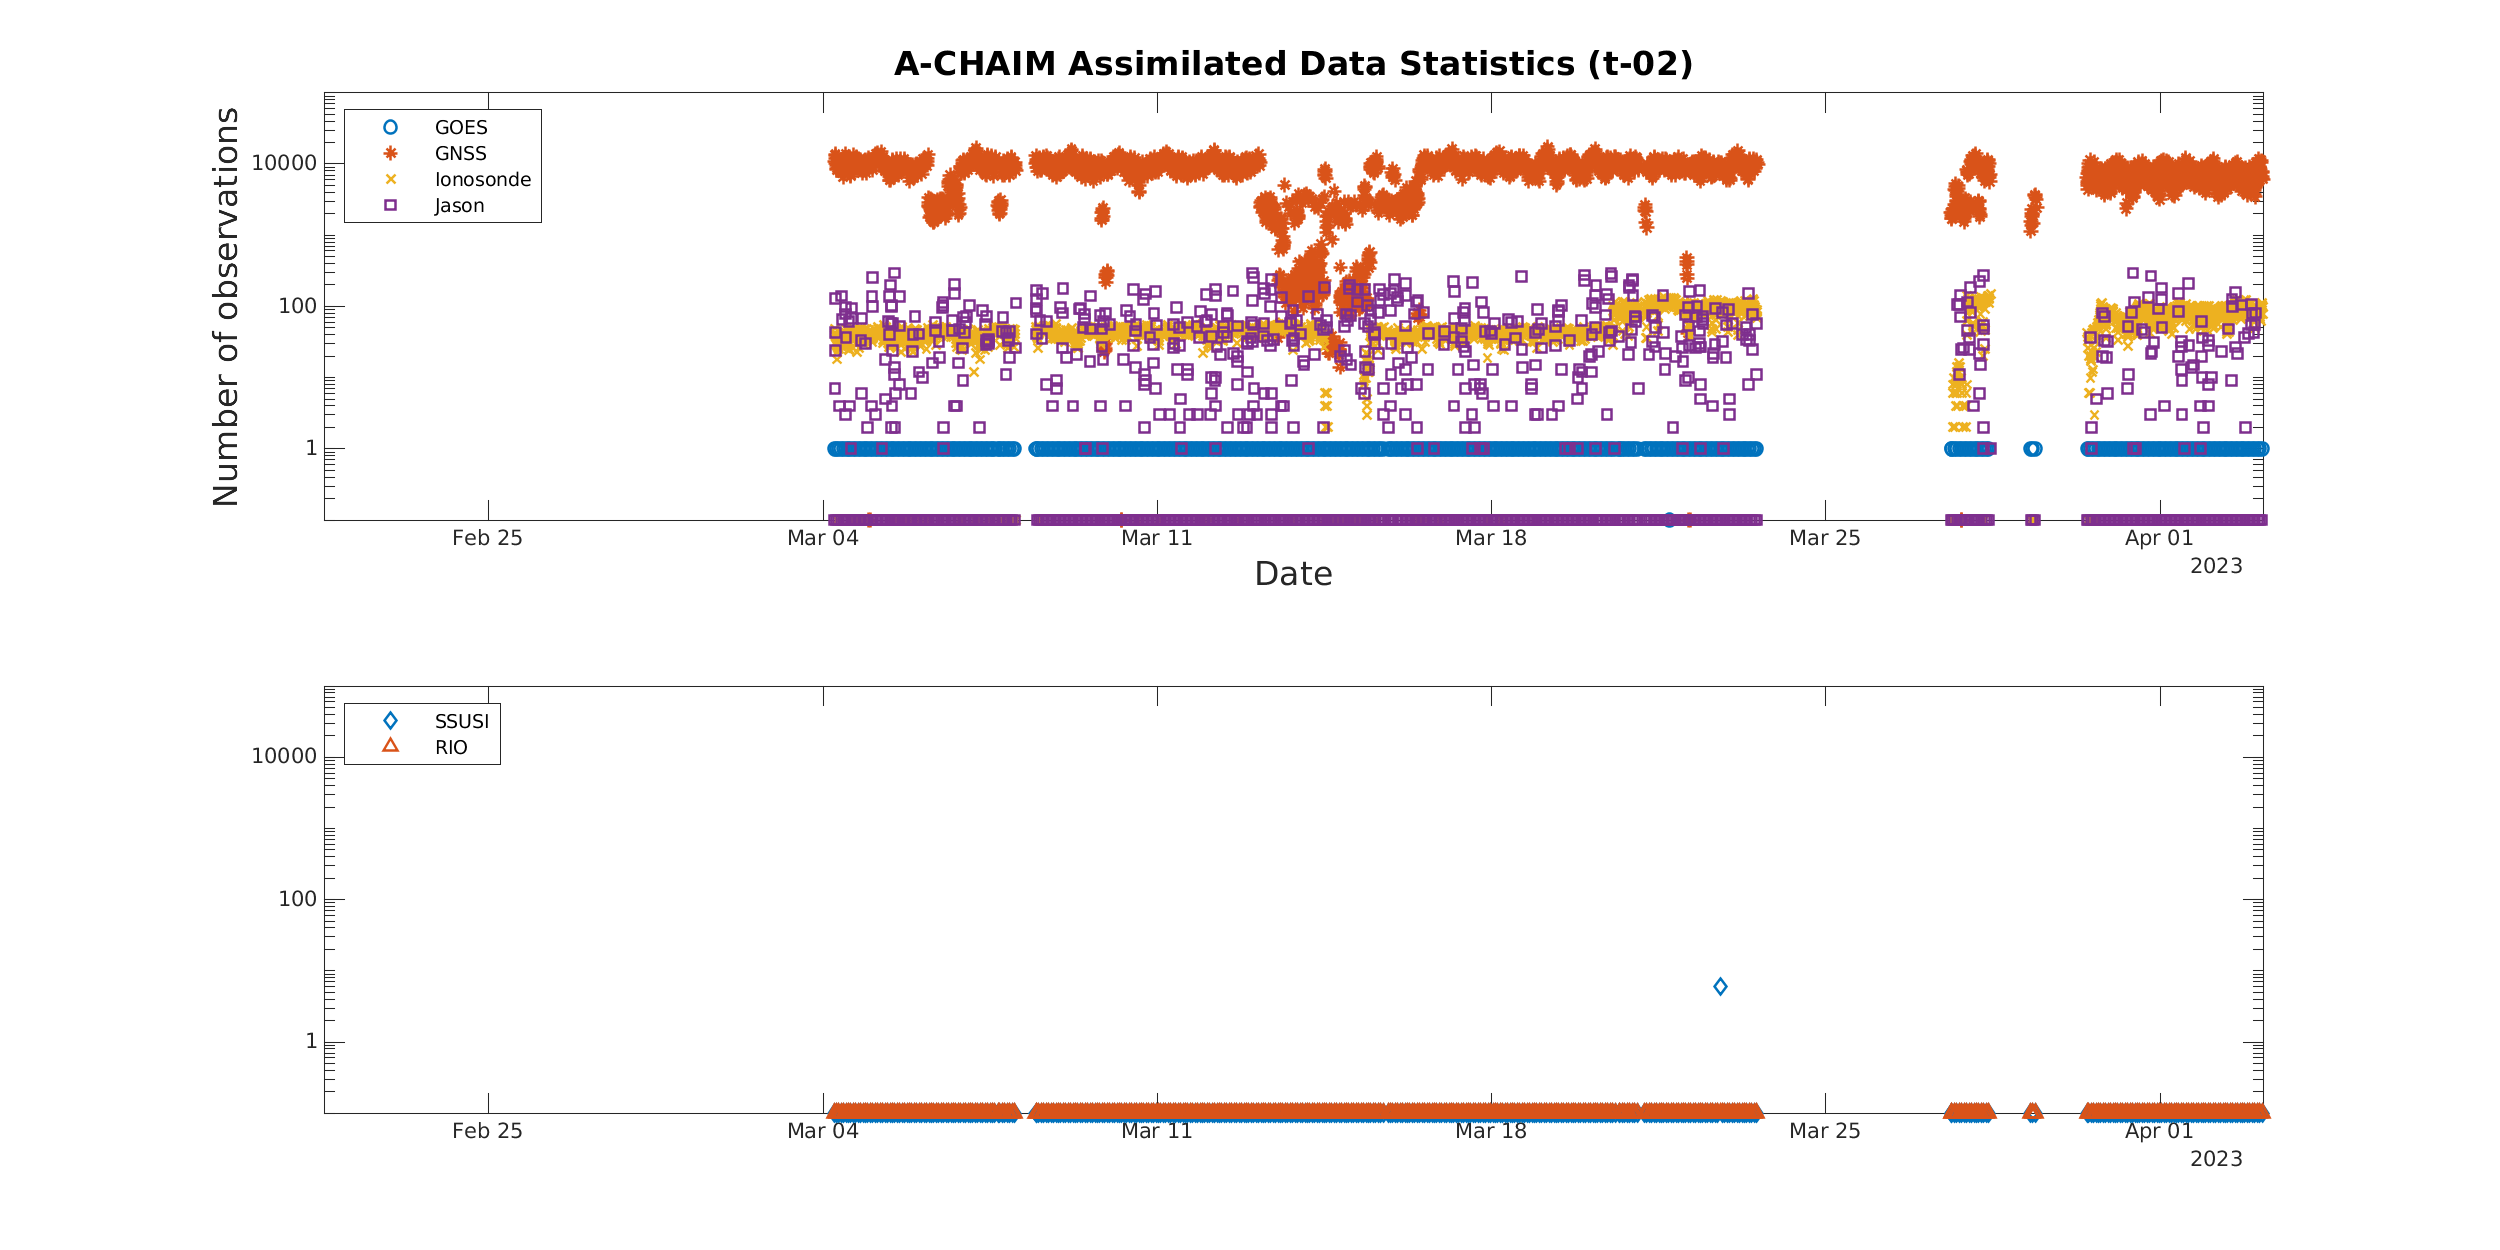 A-CHAIM Assimilated Data Statistics (t-02)
Number of observations
10000
100
1
GOES
GNSS
Ionosonde
Jason
Feb 25
Mar 04
Mar 11
Mar 18
Mar 25
Apr 01
2023
Date
10000
100
1
SSUSI
RIO
Feb 25
Mar 04
Mar 11
Mar 18
Mar 25
Apr 01
2023